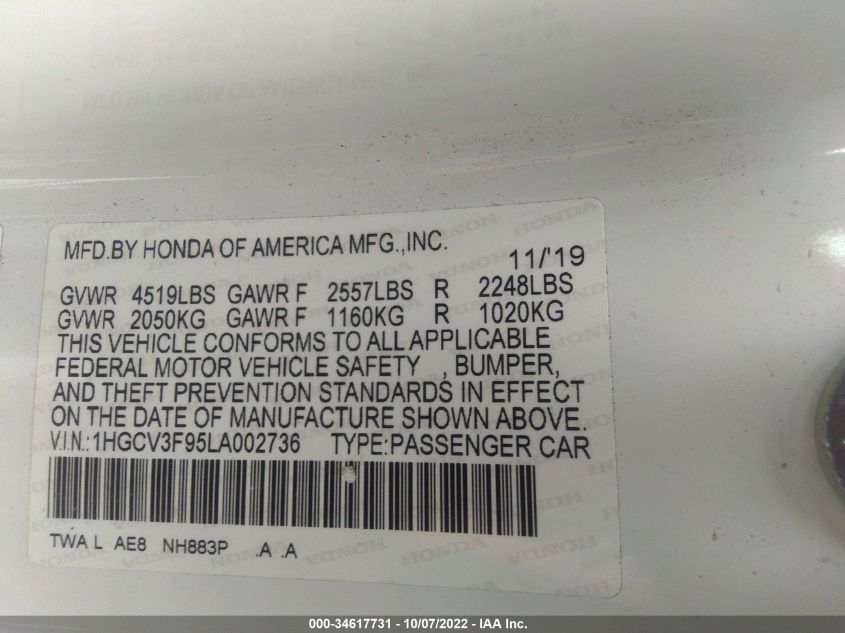 MFD.BY HONDA OF AMERICA MFG.,INC. 11/'19
GVWR 4519LBS GAWR F 2557LBS R 2248LBS
GVWR 2050KG GAWR F 1160KG R 1020KG
THIS VEHICLE CONFORMS TO ALL APPLICABLE
FEDERAL MOTOR VEHICLE SAFETY , BUMPER,
AND THEFT PREVENTION STANDARDS IN EFFECT
ON THE DATE OF MANUFACTURE SHOWN ABOVE.
V.I.N.:1HGCV3F95LA002736 TYPE:PASSENGER CAR
TWA L AE8 NH883P .A .A
000-34617731 - 10/07/2022 - IAA Inc.